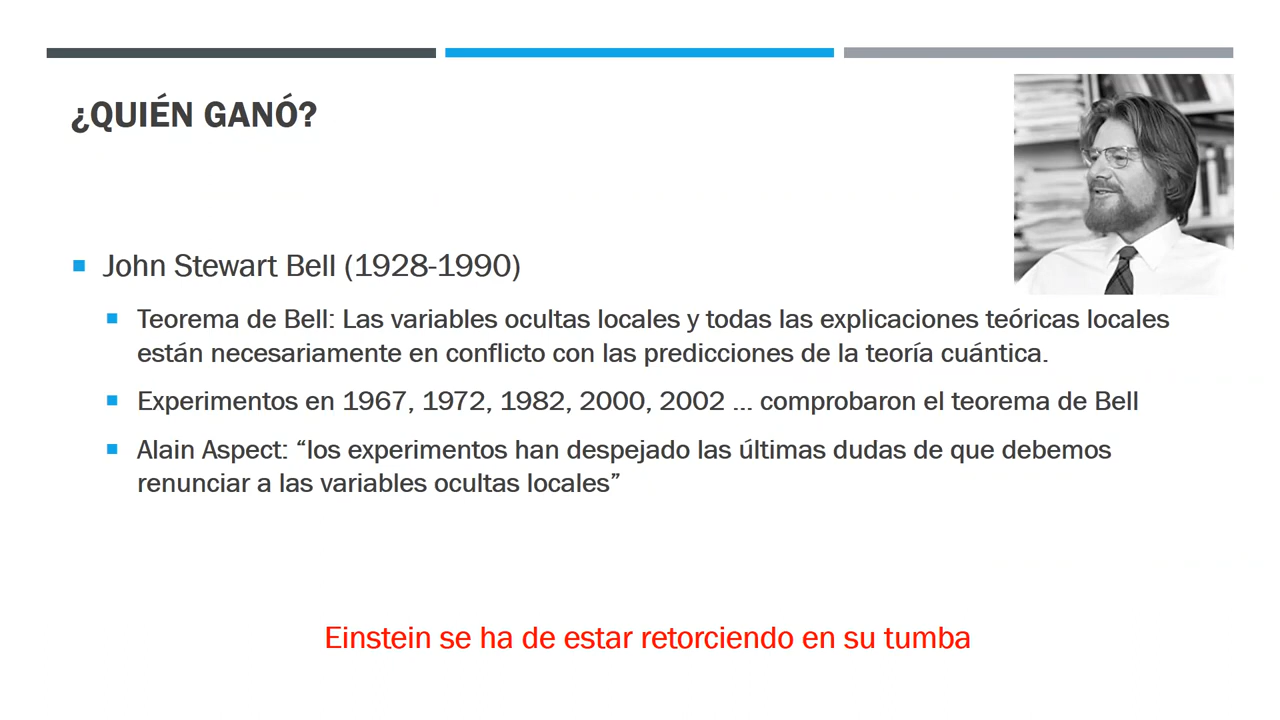 ¿QUIÉN GANÓ?
John Stewart Bell (1928-1990)
Teorema de Bell: Las variables ocultas locales y todas las explicaciones teóricas locales
están necesariamente en conflicto con las predicciones de la teoría cuántica.
Experimentos en 1967, 1972, 1982, 2000, 2002 ... comprobaron el teorema de Bell
Alain Aspect: “los experimentos han despejado las últimas dudas de que debemos
renunciar a las variables ocultas locales”
Einstein se ha de estar retorciendo en su tumba